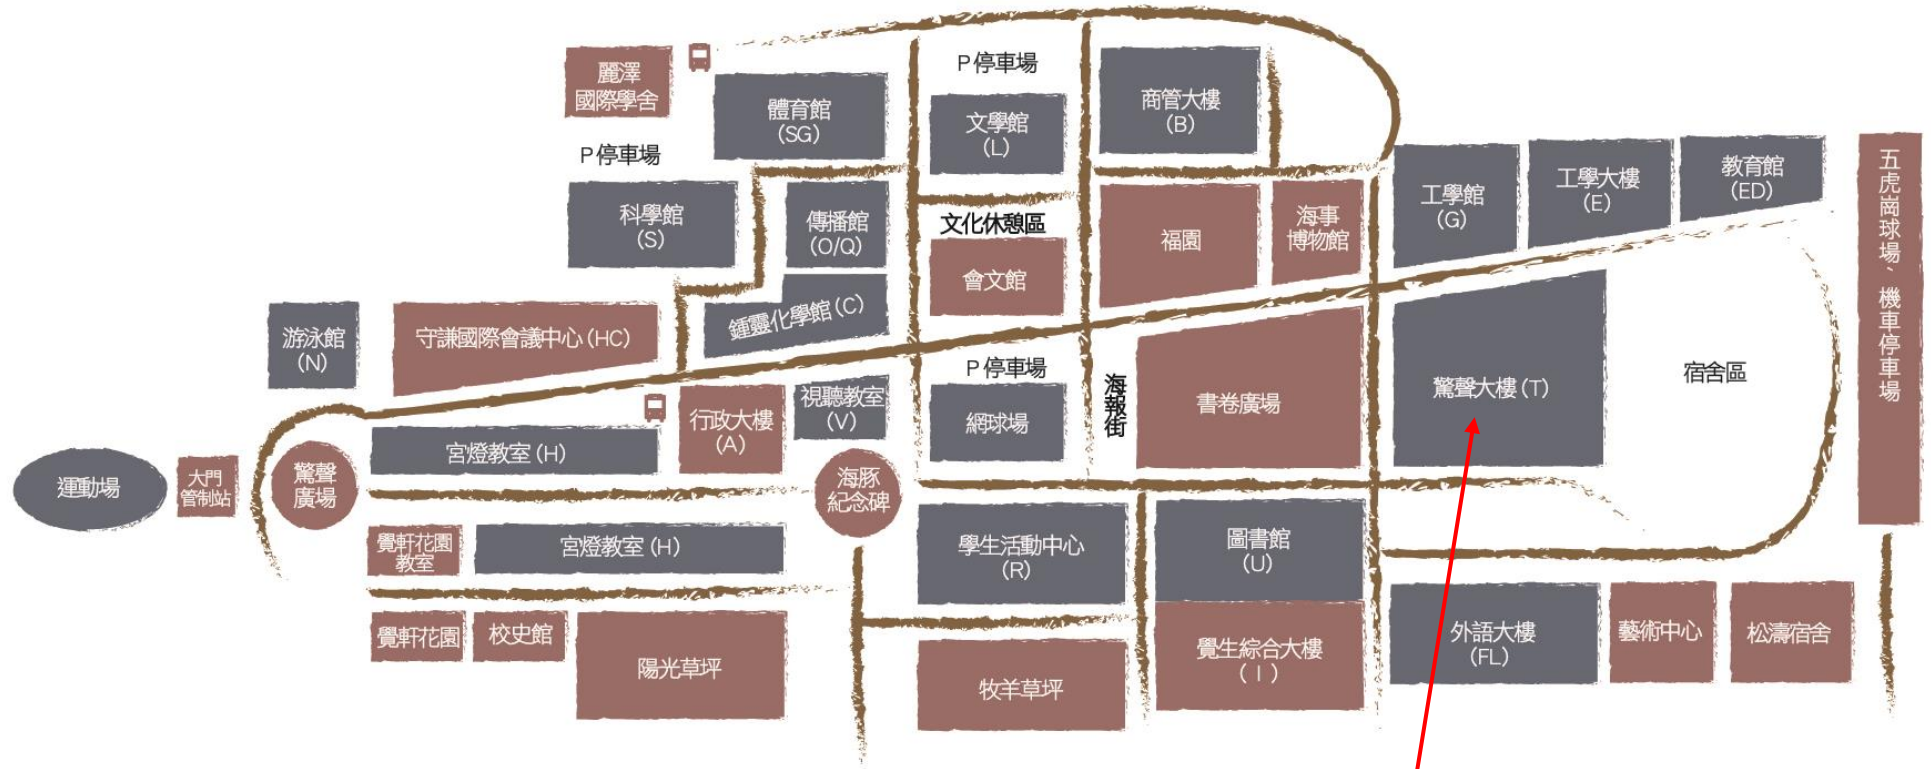 麗澤
國際學舍
體育館
(SG)
P 停車場
文學館
(L)
商管大樓
(B)
P 停車場
科學館
(S)
傳播館
(O/Q)
文化休憩區
會文館
福園
海事
博物館
工學館
(G)
工學大樓
(E)
教育館
(ED)
五虎崗球場、機車停車場
游泳館
(N)
守謙國際會議中心 (HC)
鍾靈化學館 (C)
P 停車場
網球場
海報街
書卷廣場
驚聲大樓 (T)
宿舍區
行政大樓
(A)
視聽教室
(V)
宮燈教室 (H)
運動場
大門
管制站
驚聲
廣場
海豚
紀念碑
覺軒花園
教室
宮燈教室 (H)
學生活動中心
(R)
圖書館
(U)
覺軒花園
校史館
陽光草坪
牧羊草坪
覺生綜合大樓
( I )
外語大樓
(FL)
藝術中心
松濤宿舍